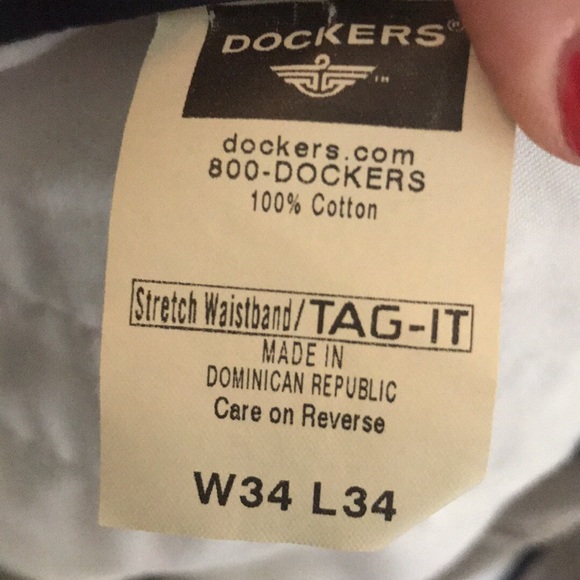 DOCKERS®
™
dockers.com
800-DOCKERS
100% Cotton
Stretch Waistband/TAG-IT
MADE IN
DOMINICAN REPUBLIC
Care on Reverse
W34 L34